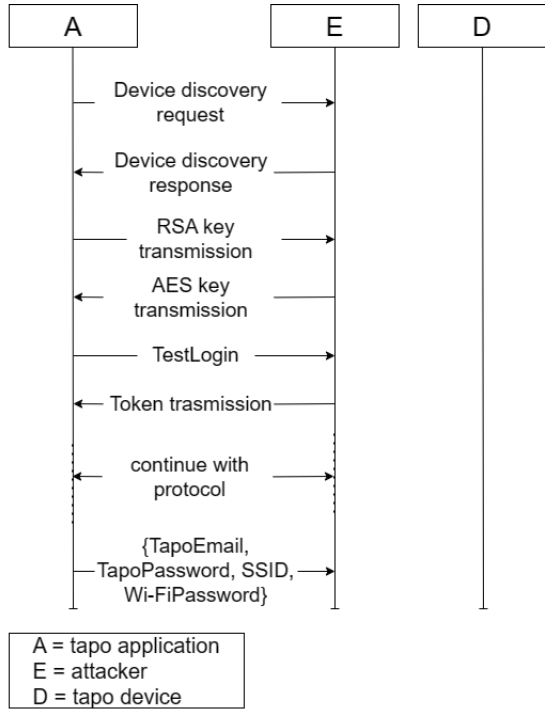 A
E
D
Device discovery
request
Device discovery
response
RSA key
transmission
AES key
transmission
TestLogin
Token trasmission
continue with
protocol
{TapoEmail,
TapoPassword, SSID,
Wi-FiPassword}
A = tapo application
E = attacker
D = tapo device